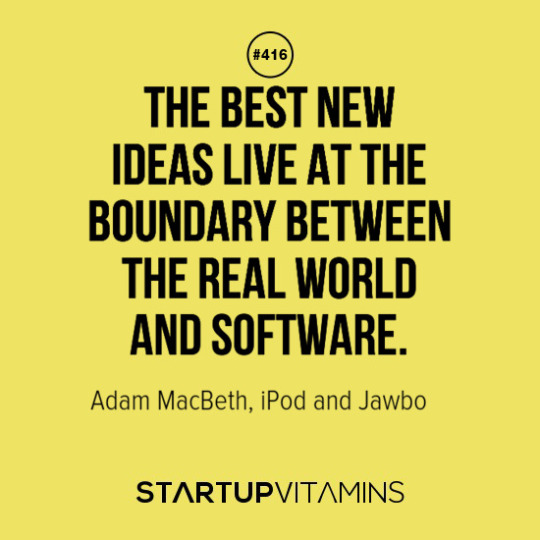 #416
THE BEST NEW
IDEAS LIVE AT THE
BOUNDARY BETWEEN
THE REAL WORLD
AND SOFTWARE.
Adam MacBeth, iPod and Jawbo
STARTUPVITAMINS